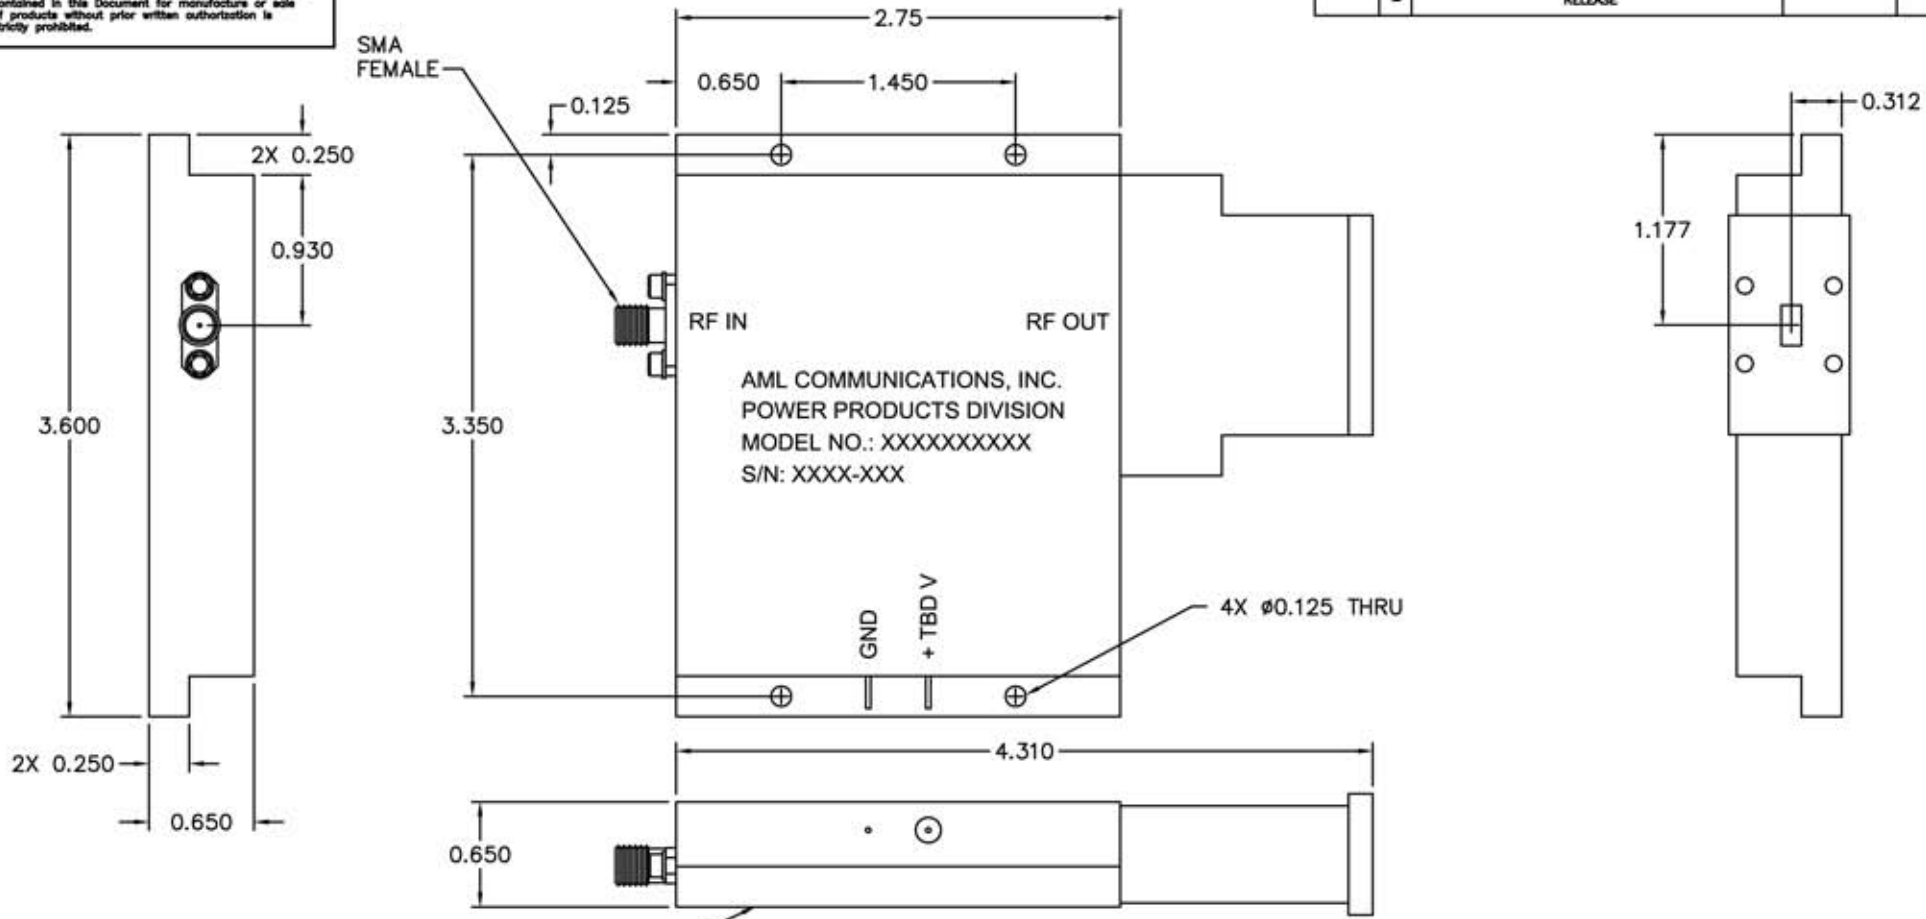 contained in this Document for manufacture or sale
of products without prior written authorization is
strictly prohibited.
RELEASE
SMA
FEMALE
2.75
0.650
1.450
0.125
0.312
2X 0.250
0.930
1.177
3.600
3.350
RF IN
RF OUT
AML COMMUNICATIONS, INC.
POWER PRODUCTS DIVISION
MODEL NO.: XXXXXXXXXX
S/N: XXXX-XXX
GND
+ TBD V
4X ø0.125 THRU
2X 0.250
0.650
4.310
0.650